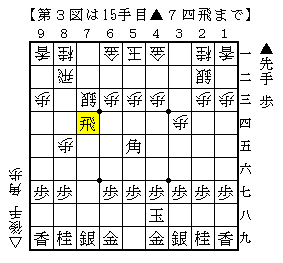 【第３図は15手目▲７四飛まで】
９ ８ ７ ６ ５ ４ ３ ２ １
香 桂 金 王 金 桂 香 一
飛 銀 二
歩 銀 歩 歩 歩 歩 歩 三
飛 歩 四
歩 角 五
六
歩 歩 歩 歩 歩 歩 歩 歩 七
玉 八
香 桂 銀 金 金 銀 桂 香 九
▲先手 歩
△後手 角歩